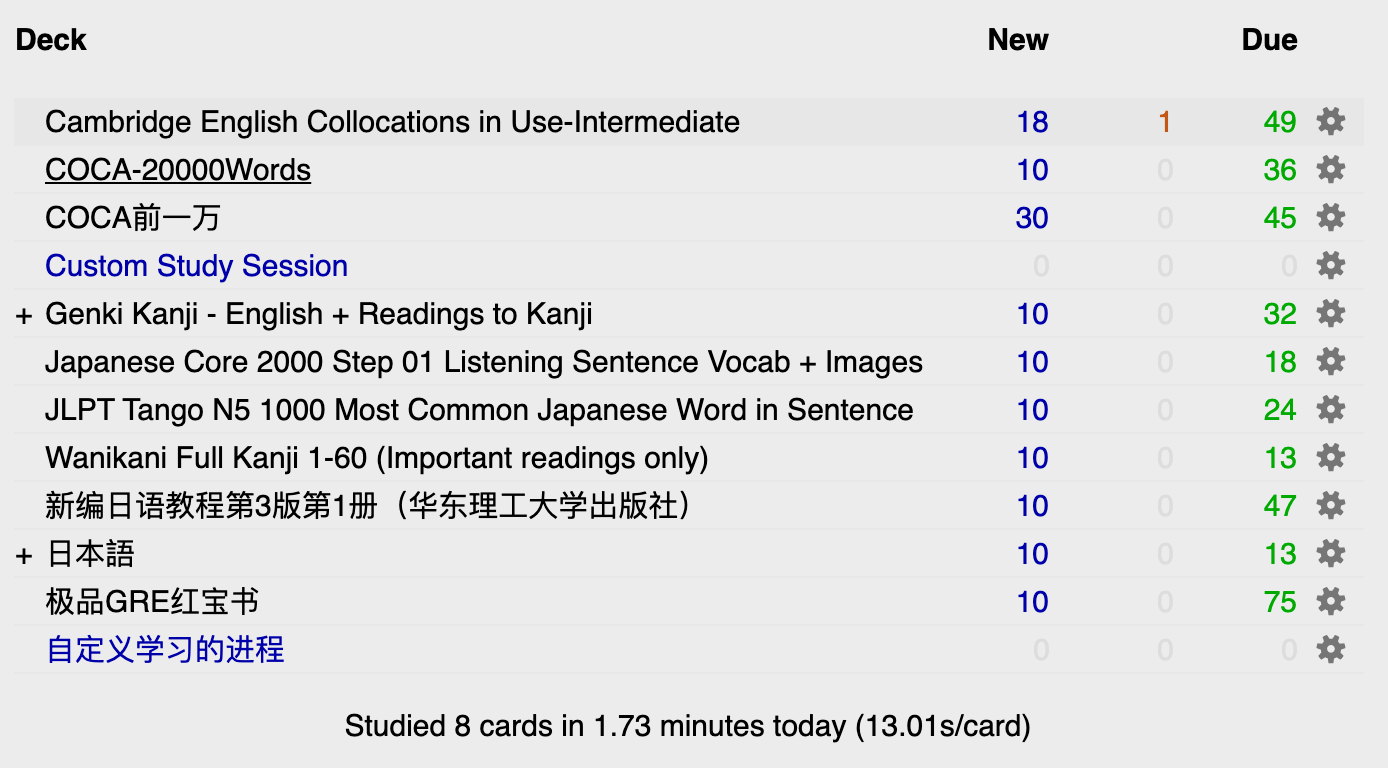 Deck New Due
Cambridge English Collocations in Use-Intermediate 18 1 49
COCA-20000Words 10 0 36
COCA前一万 30 0 45
Custom Study Session 0 0 0
+ Genki Kanji - English + Readings to Kanji 10 0 32
Japanese Core 2000 Step 01 Listening Sentence Vocab + Images 10 0 18
JLPT Tango N5 1000 Most Common Japanese Word in Sentence 10 0 24
Wanikani Full Kanji 1-60 (Important readings only) 10 0 13
新编日语教程第3版第1册（华东理工大学出版社） 10 0 47
+ 日本語 10 0 13
极品GRE红宝书 10 0 75
自定义学习的进程 0 0 0
Studied 8 cards in 1.73 minutes today (13.01s/card)